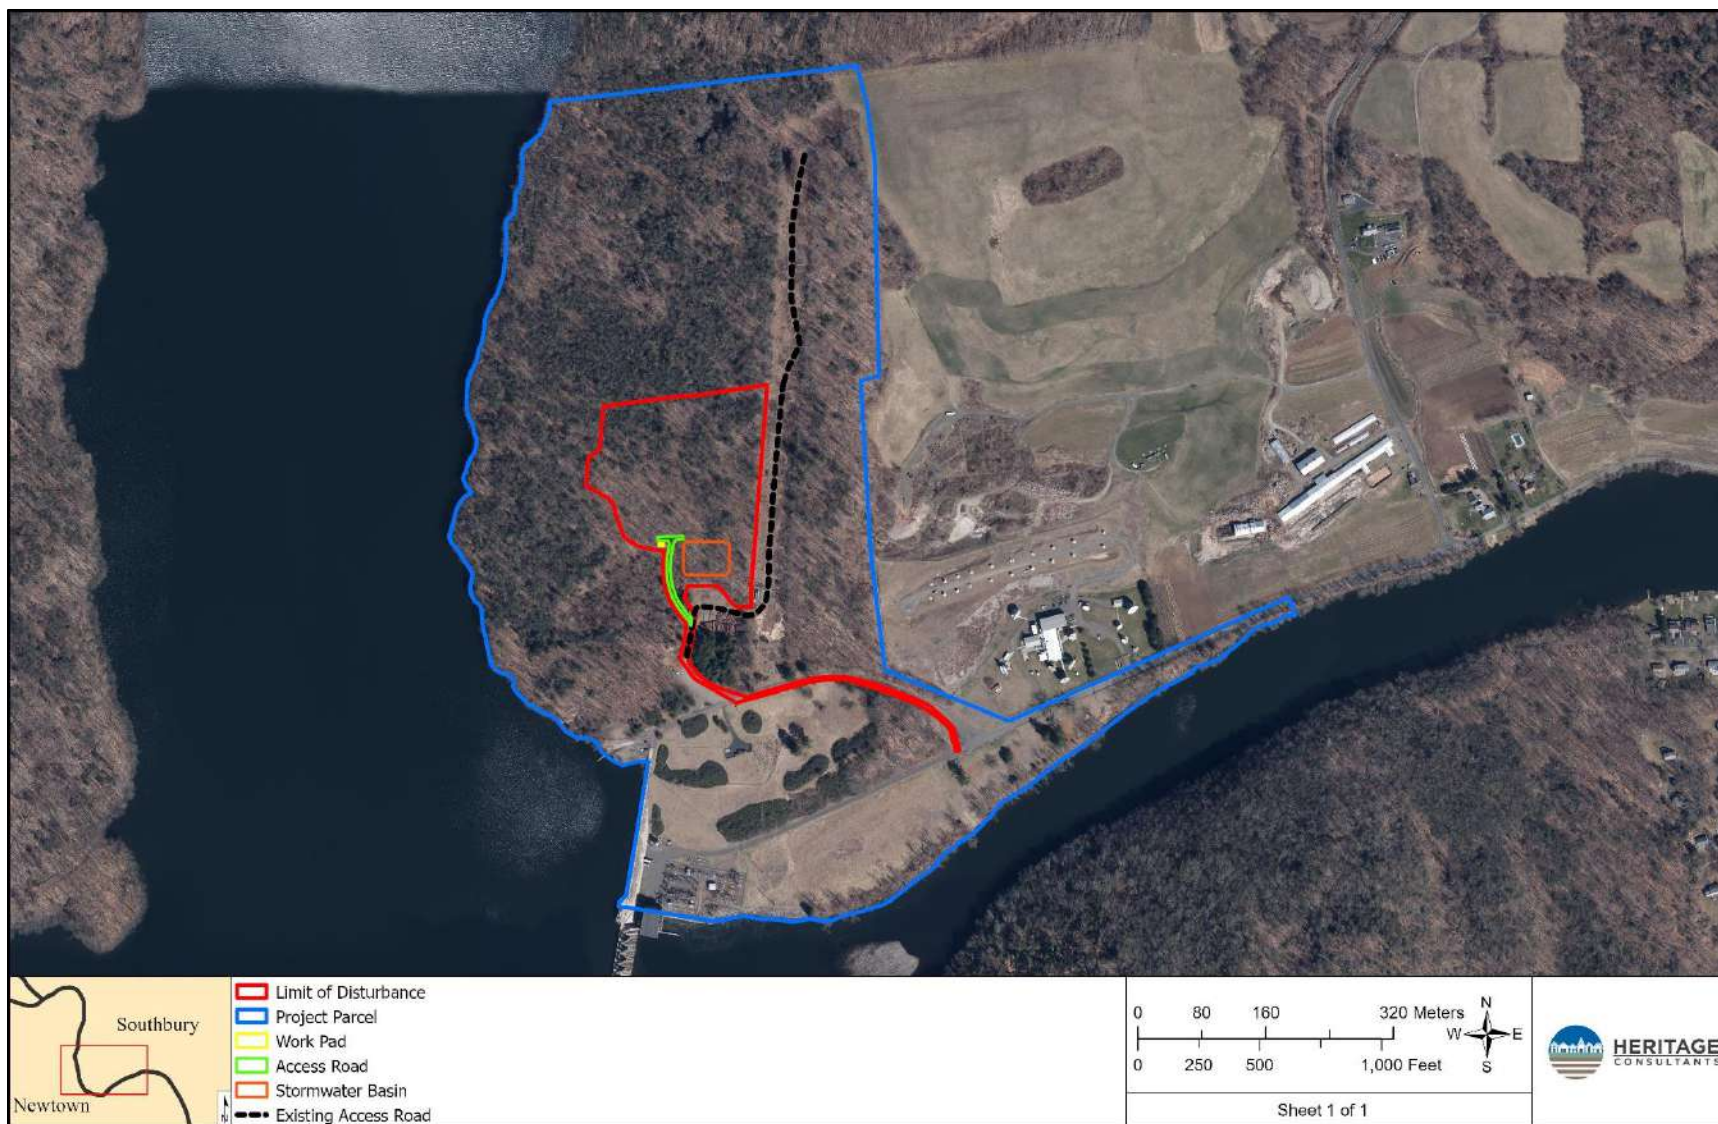 Southbury
Newtown
N
Limit of Disturbance
Project Parcel
Work Pad
Access Road
Stormwater Basin
Existing Access Road
0 80 160 320 Meters
0 250 500 1,000 Feet
N
W E
S
Sheet 1 of 1
HERITAGE
CONSULTANTS